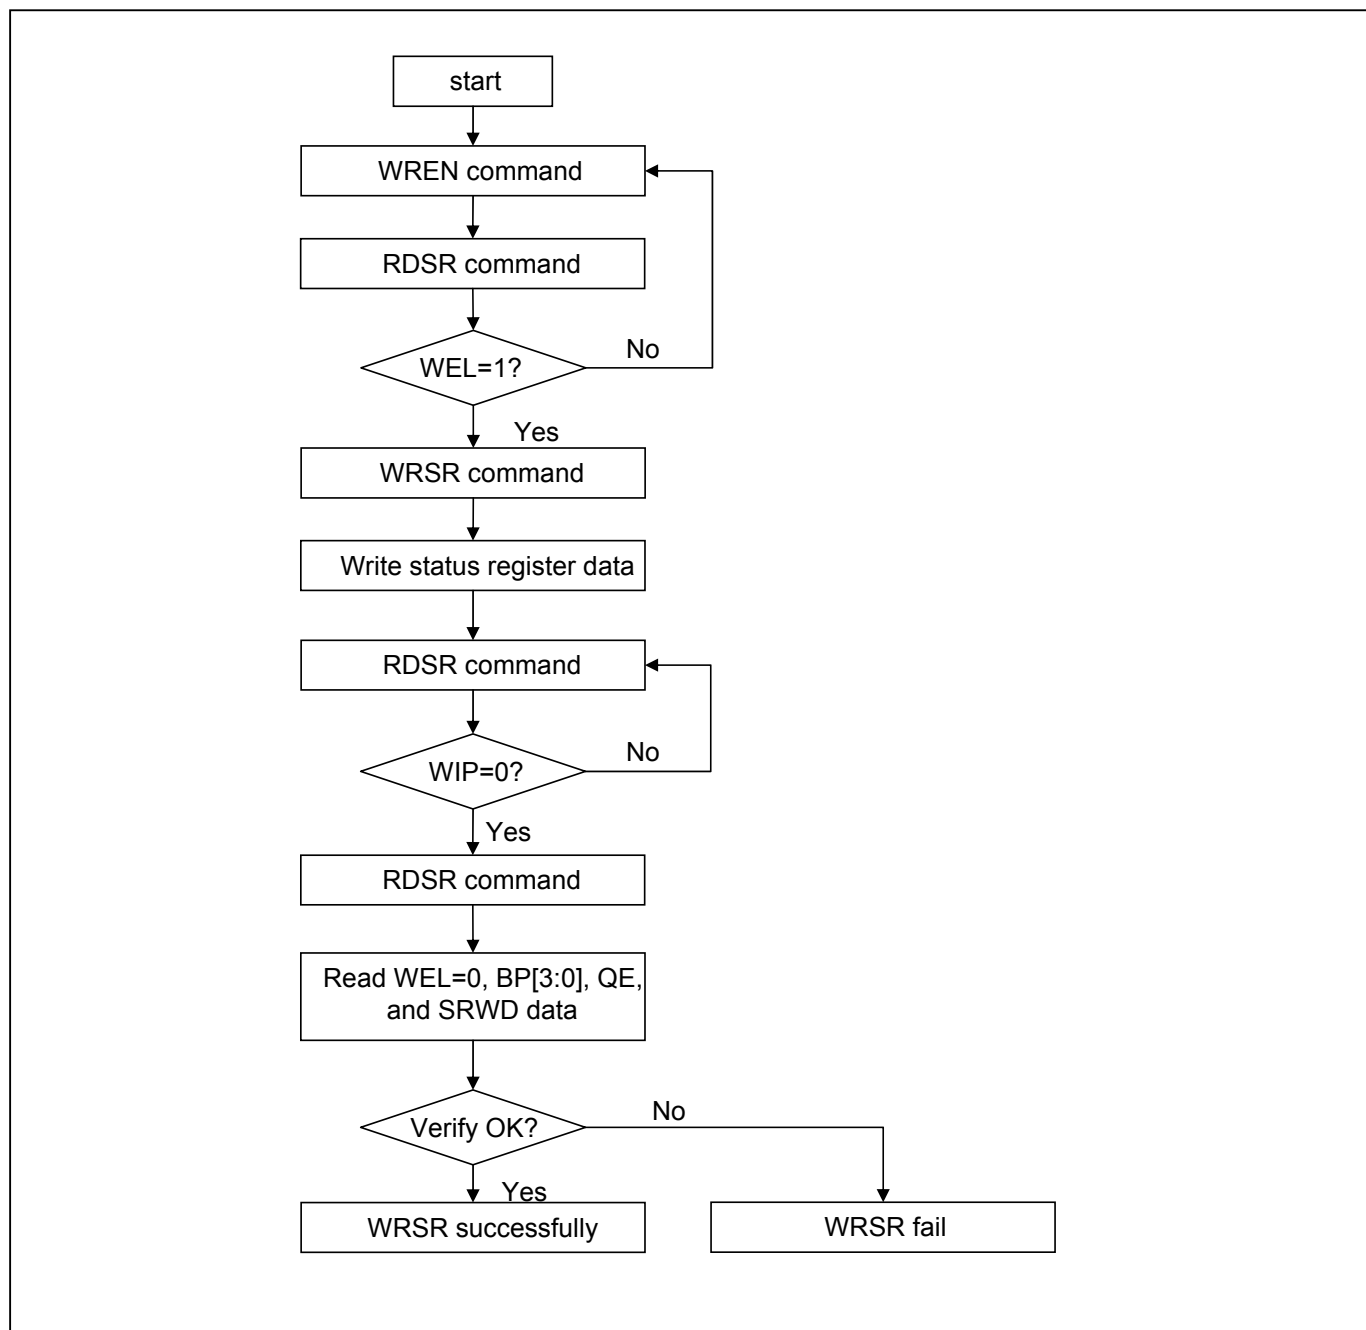 start
WREN command
RDSR command
WEL=1?
No
Yes
WRSR command
Write status register data
RDSR command
WIP=0?
No
Yes
RDSR command
Read WEL=0, BP[3:0], QE,
and SRWD data
Verify OK?
No
Yes
WRSR successfully
WRSR fail